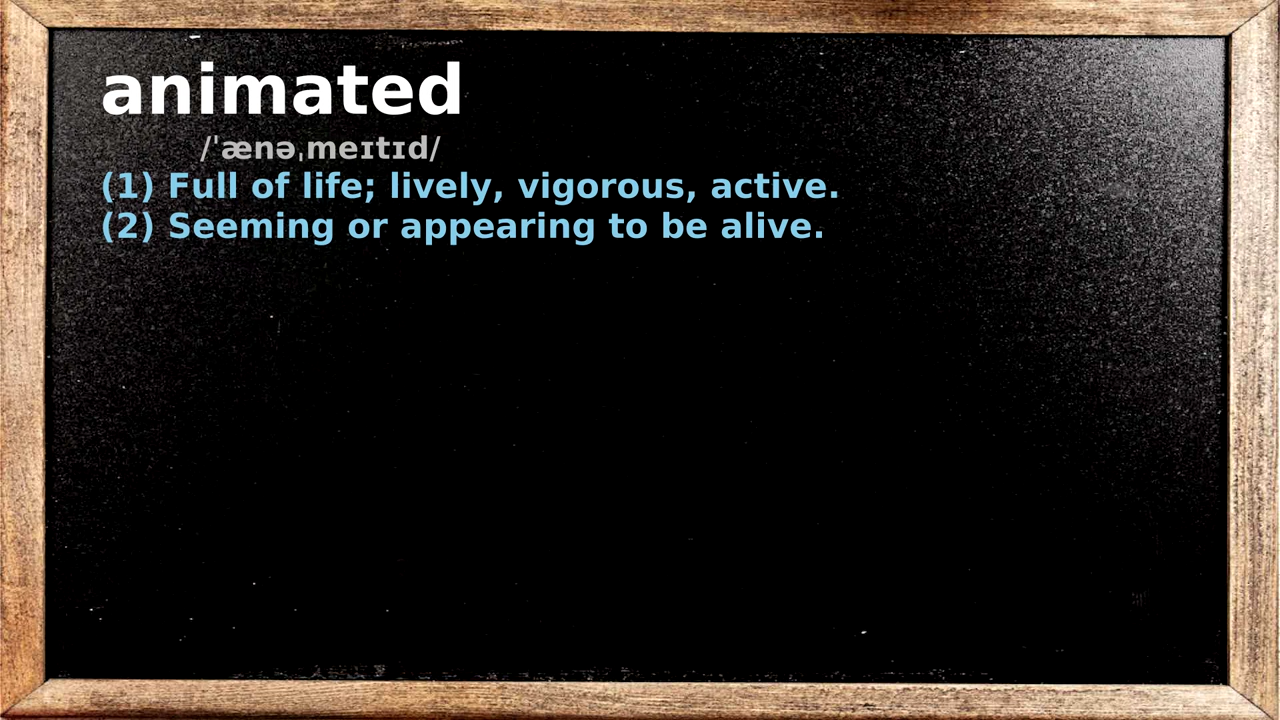 animated
/ˈænəˌmeɪtɪd/
(1) Full of life; lively, vigorous, active.
(2) Seeming or appearing to be alive.